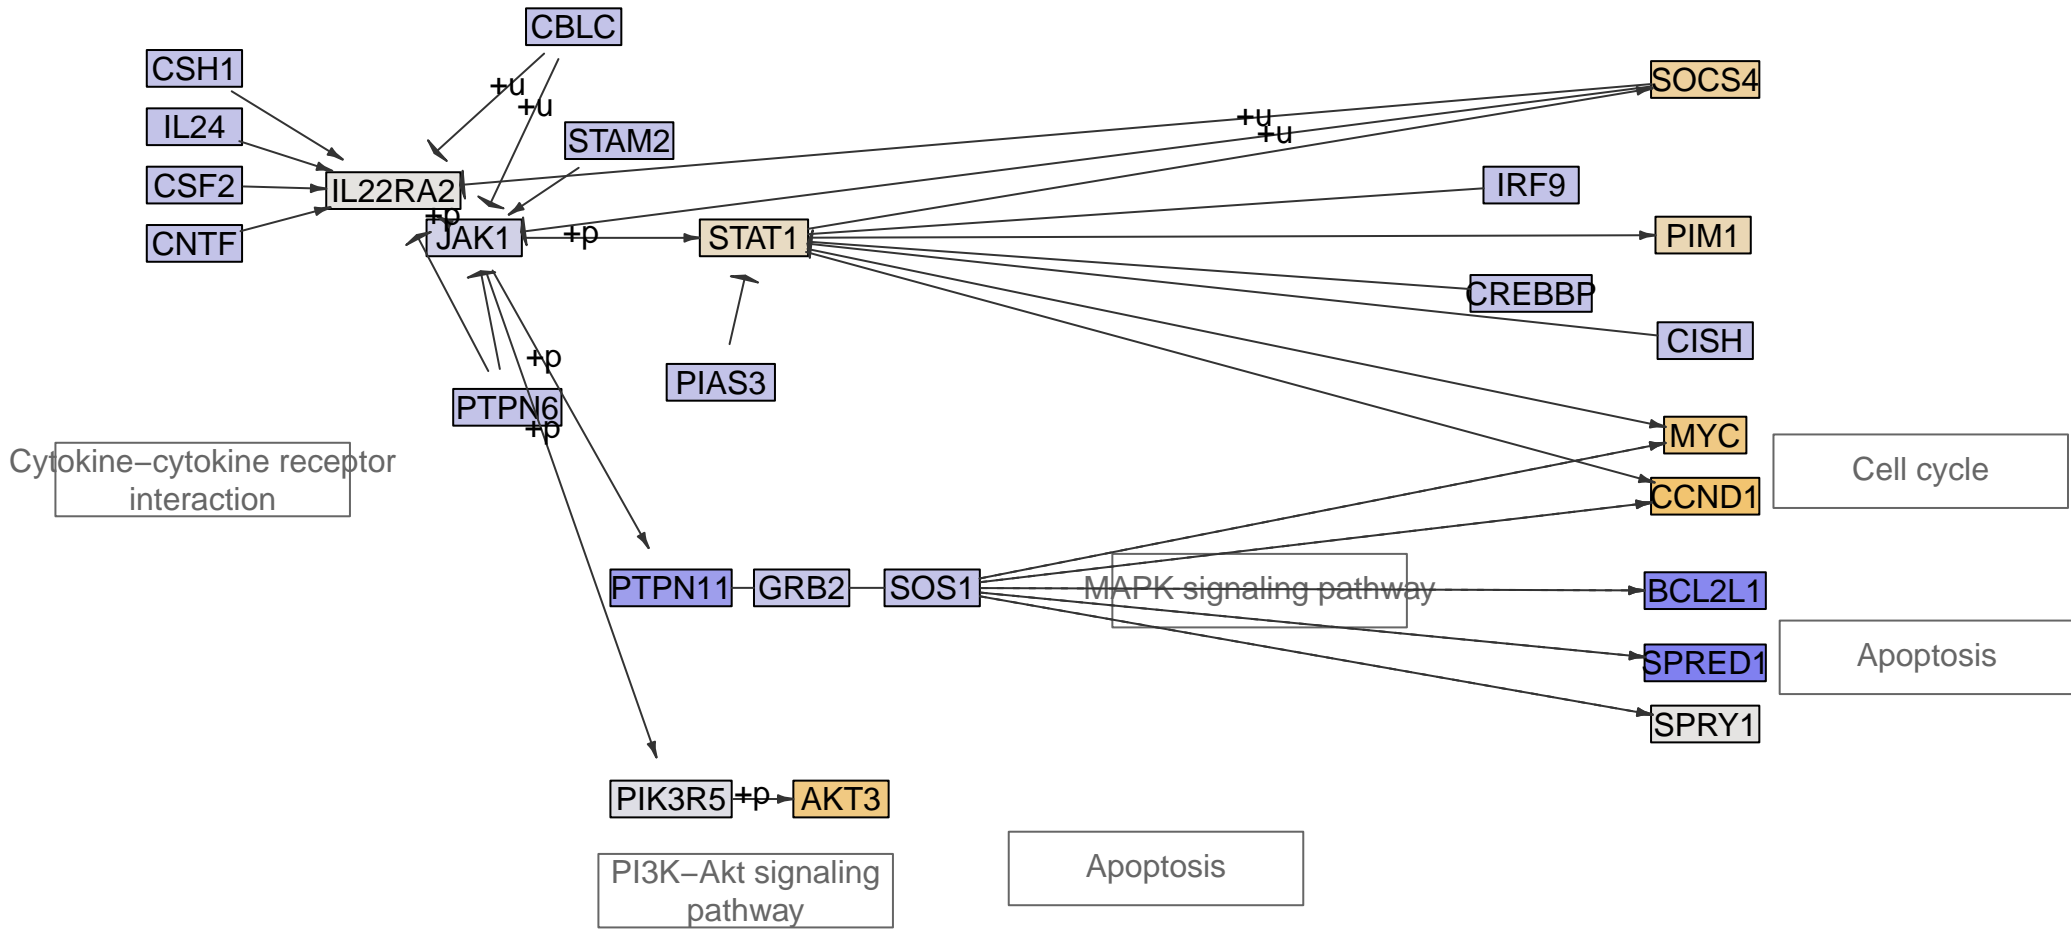 CBLC
CSH1
SOCS4
+u
+u
IL24
+u
+u
STAM2
CSF2
IL22RA2
IRF9
+p
CNTF
JAK1
+p
STAT1
PIM1
CREBBP
CISH
+p
PIAS3
PTPN6
+p
MYC
Cytokine−cytokine receptor
interaction
Cell cycle
CCND1
PTPN11
GRB2
SOS1
MAPK signaling pathway
BCL2L1
SPRED1
Apoptosis
SPRY1
PIK3R5
+p
AKT3
Apoptosis
PI3K−Akt signaling
pathway